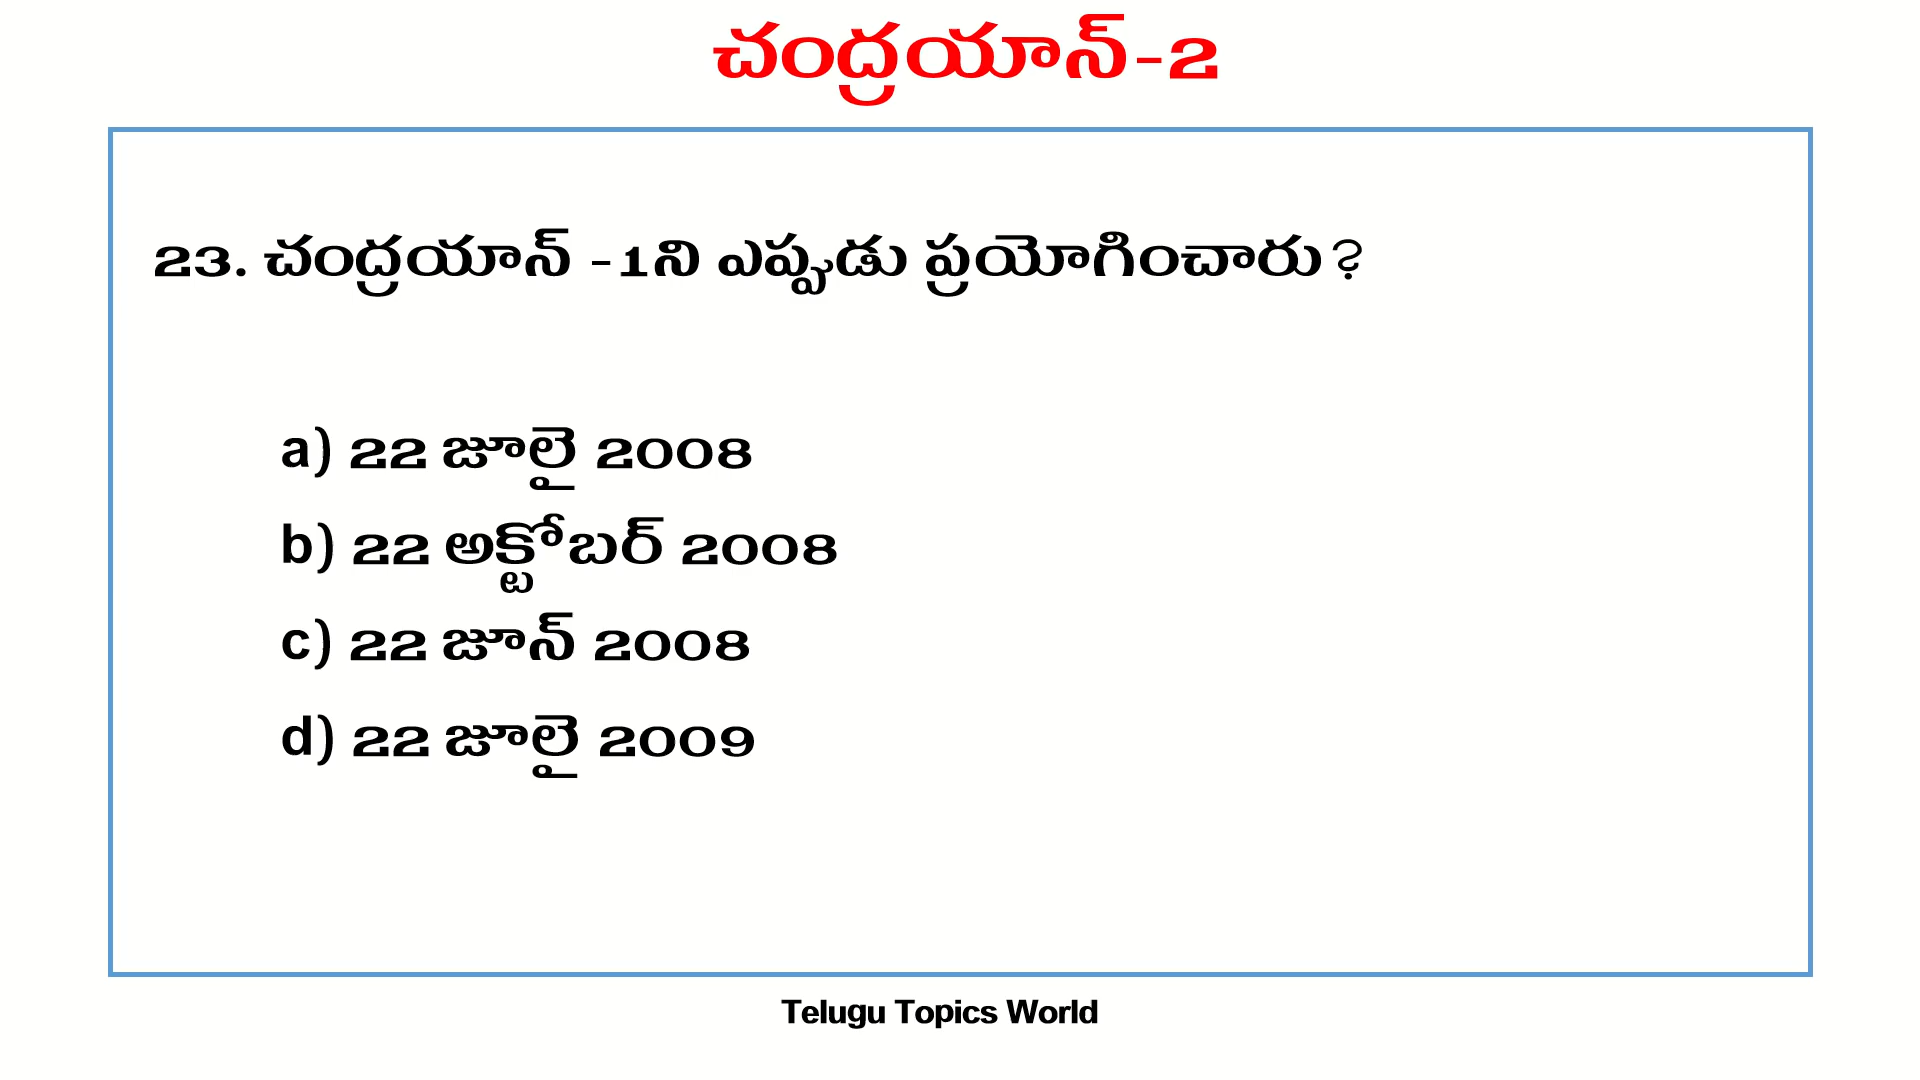 చంద్రయాన్-2
23. చంద్రయాన్ -1ని ఎప్పుడు ప్రయోగించారు?
a) 22 జూలై 2008
b) 22 అక్టోబర్ 2008
c) 22 జూన్ 2008
d) 22 జూలై 2009
Telugu Topics World